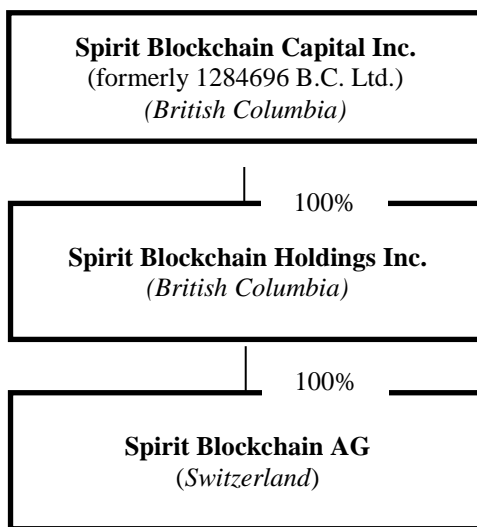 Spirit Blockchain Capital Inc.
(formerly 1284696 B.C. Ltd.)
(British Columbia)
100%
Spirit Blockchain Holdings Inc.
(British Columbia)
100%
Spirit Blockchain AG
(Switzerland)